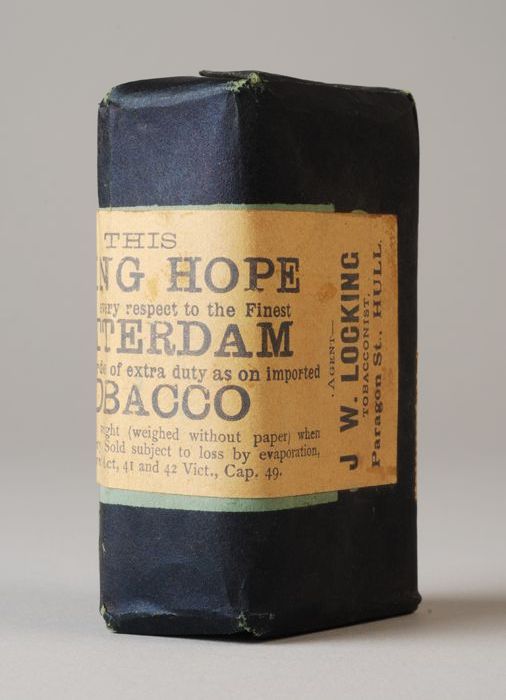 THIS
NG HOPE
every respect to the Finest
TTERDAM
of extra duty as on imported
OBACCO
(weighed without paper) when
Sold subject to loss by evaporation,
ct, 41 and 42 Vict., Cap. 49.
· AGENT—
J W. LOCKING
TOBACCONIST,
Paragon St., HULL.